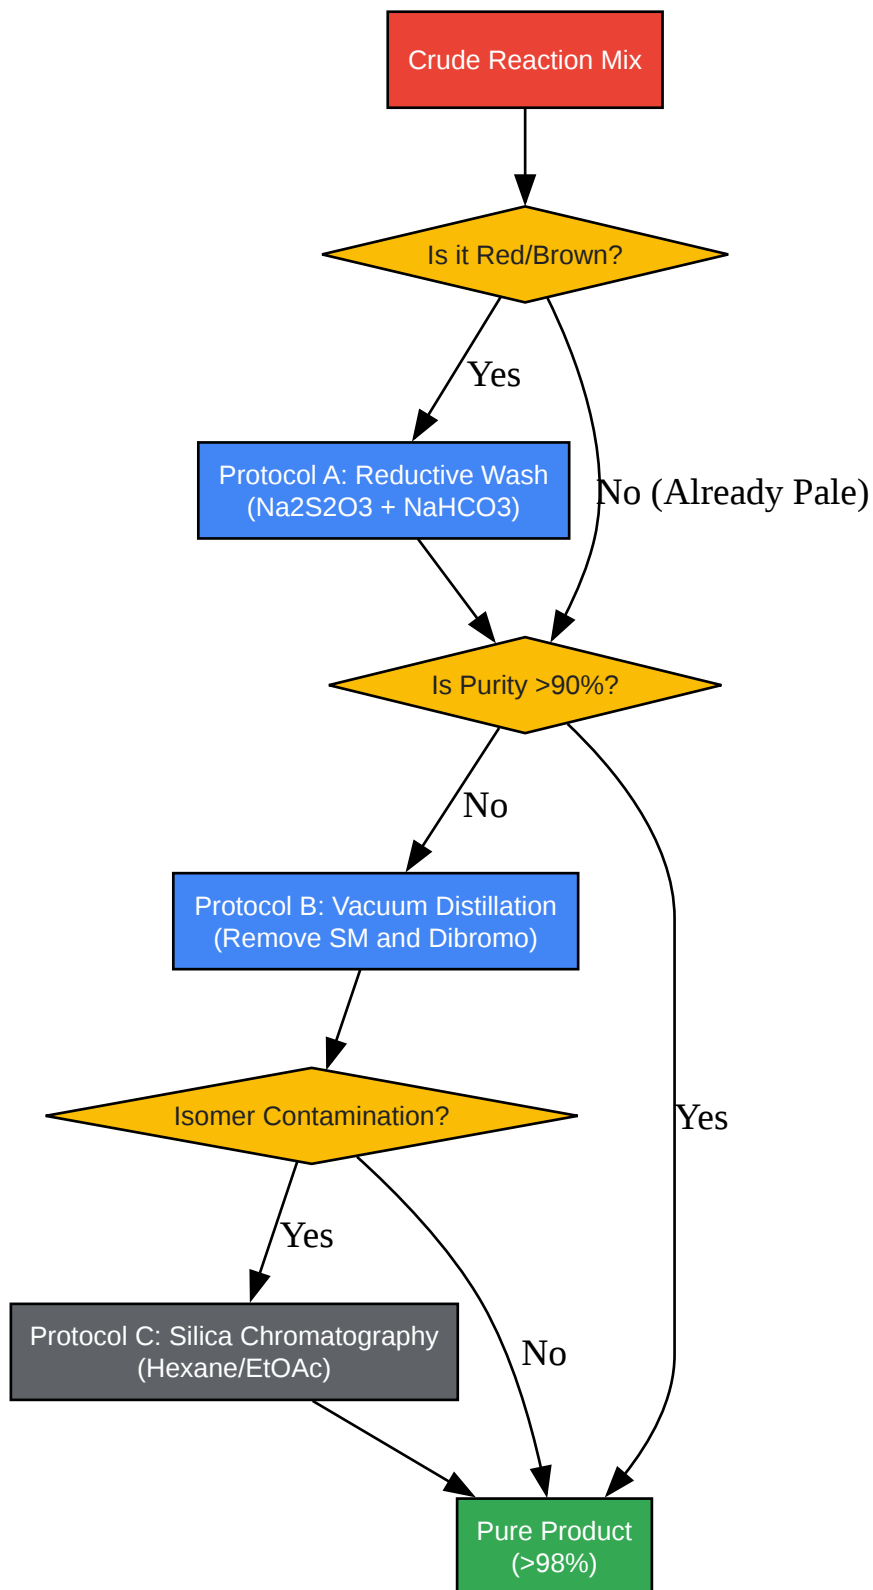 Crude Reaction Mix
Is it Red/Brown?
Yes
Protocol A: Reductive Wash
(Na2S2O3 + NaHCO3)
No (Already Pale)
Is Purity >90%?
No
Protocol B: Vacuum Distillation
(Remove SM and Dibromo)
Isomer Contamination?
Yes
Yes
Protocol C: Silica Chromatography
(Hexane/EtOAc)
No
Pure Product
(>98%)